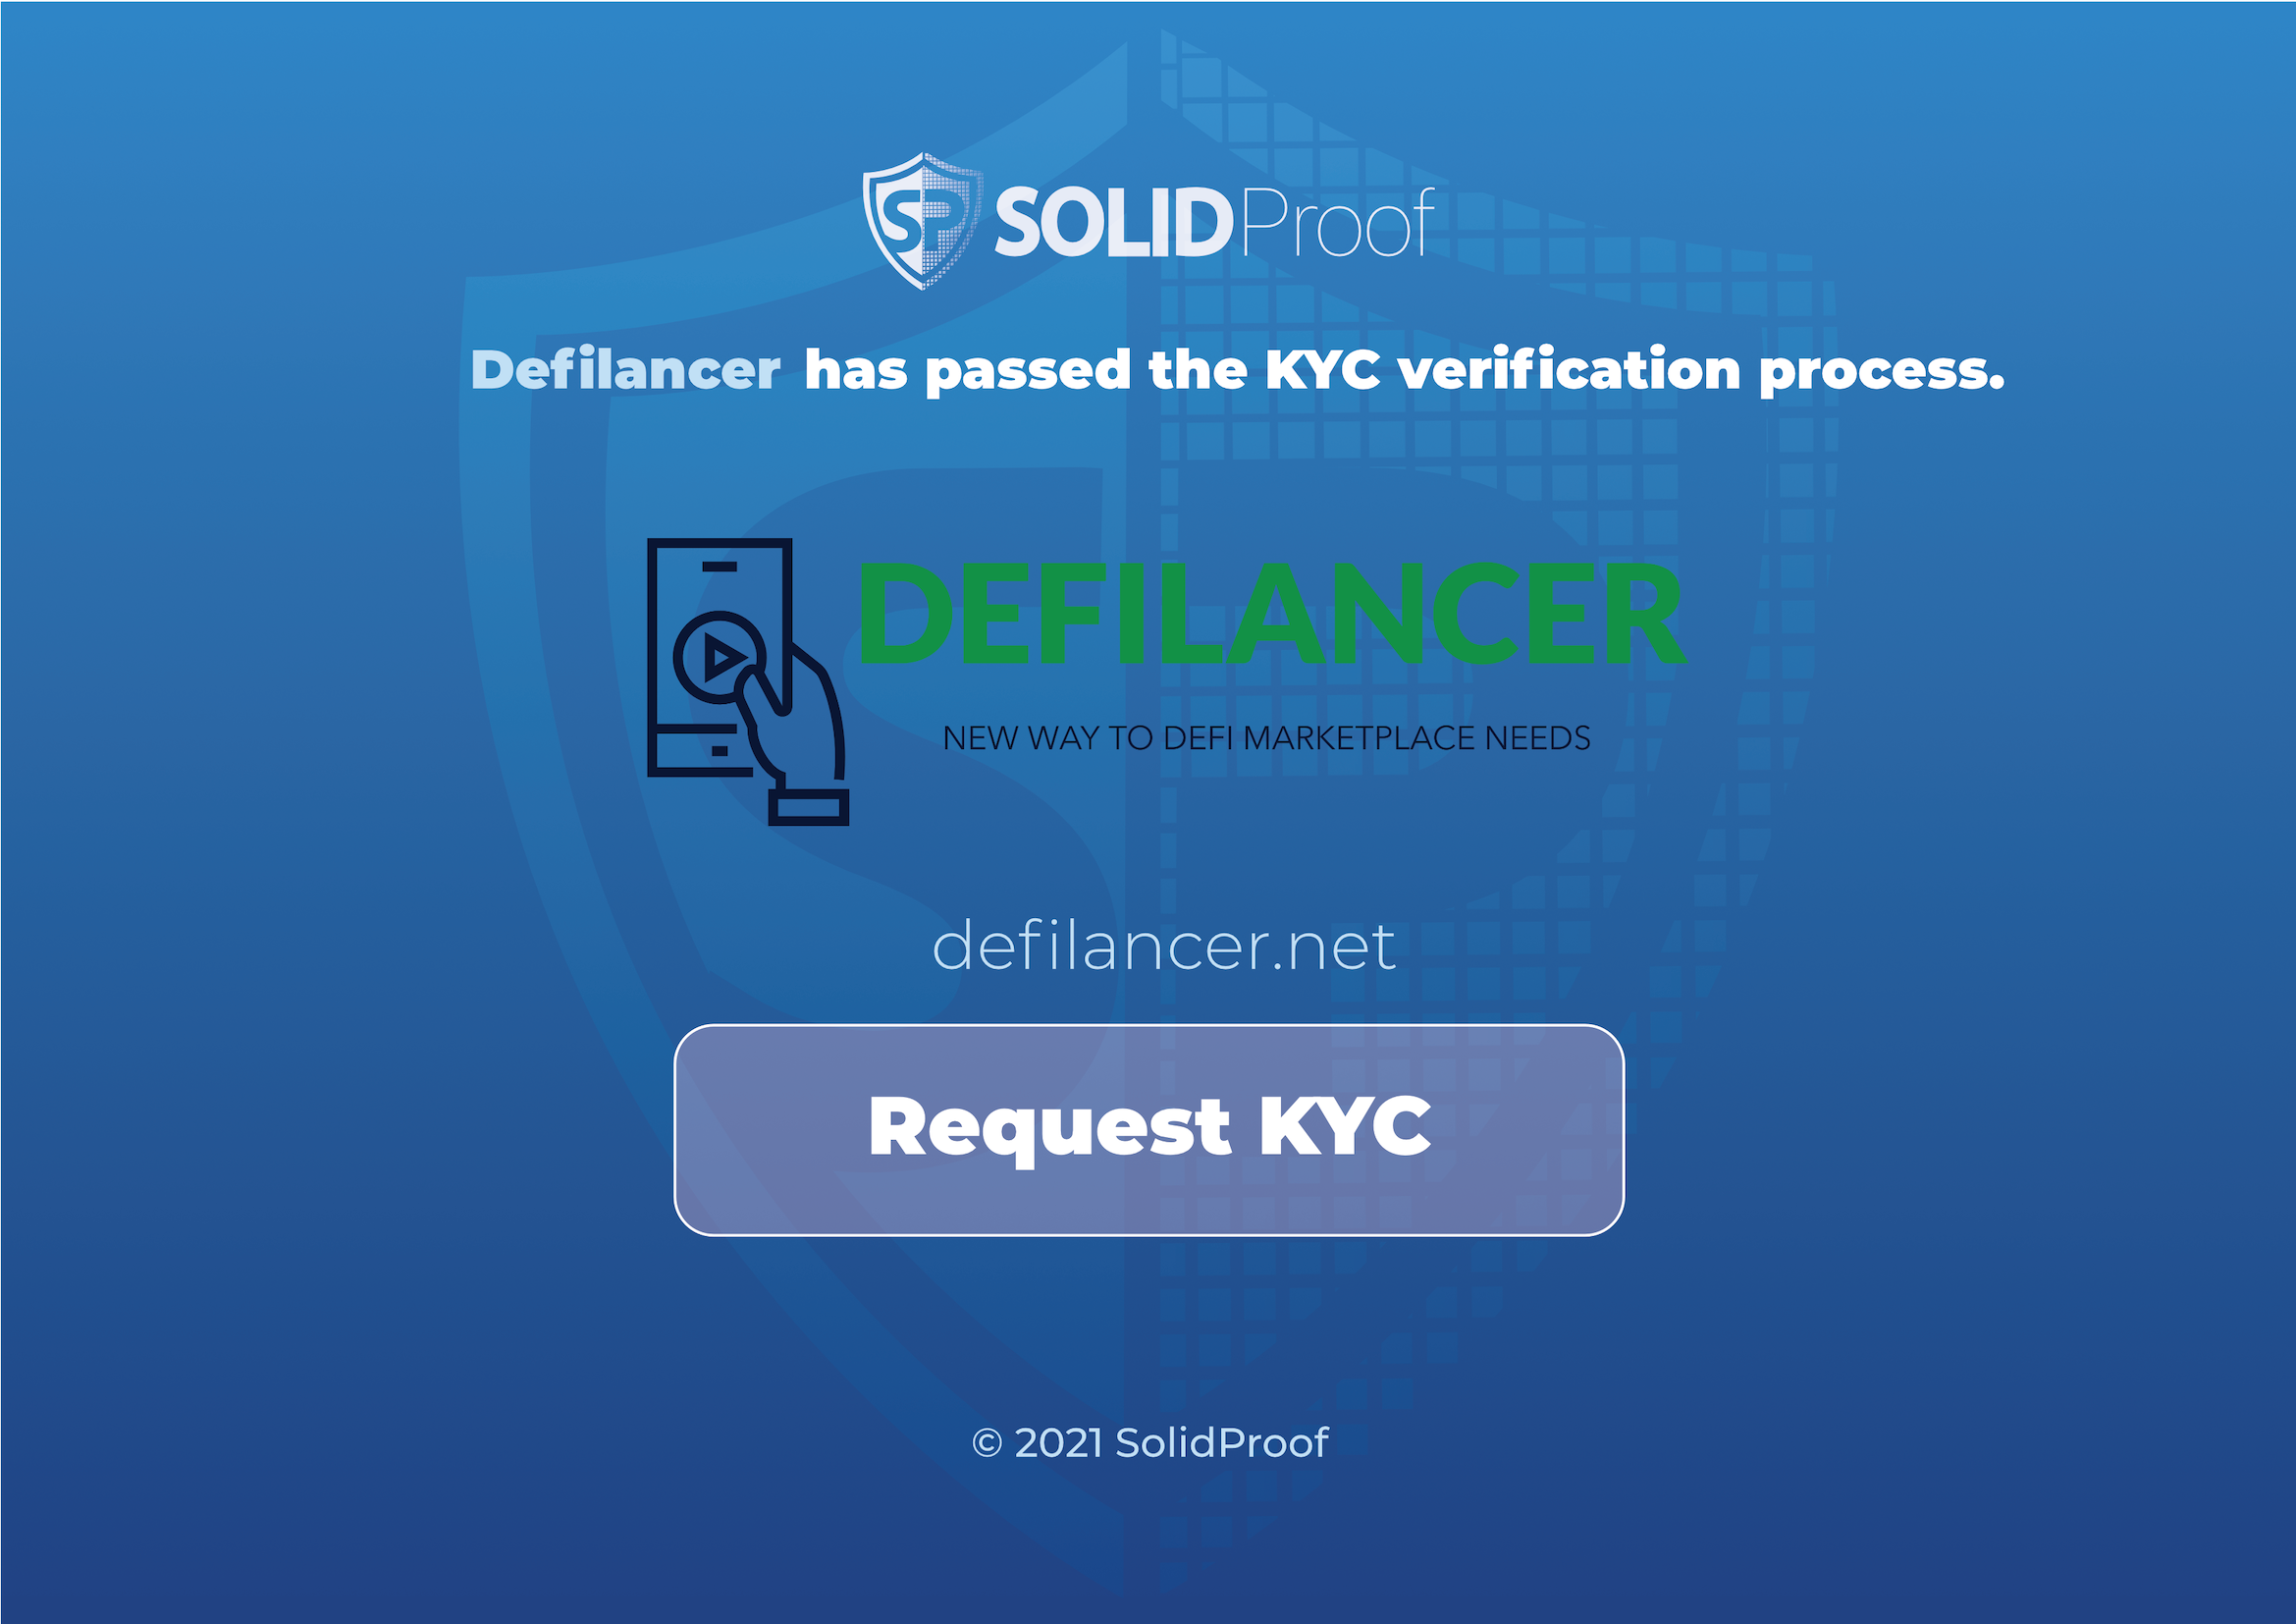 SP SOLIDProof
Defilancer has passed the KYC verification process.
DEFILANCER
NEW WAY TO DEFI MARKETPLACE NEEDS
defilancer.net
Request KYC
© 2021 SolidProof